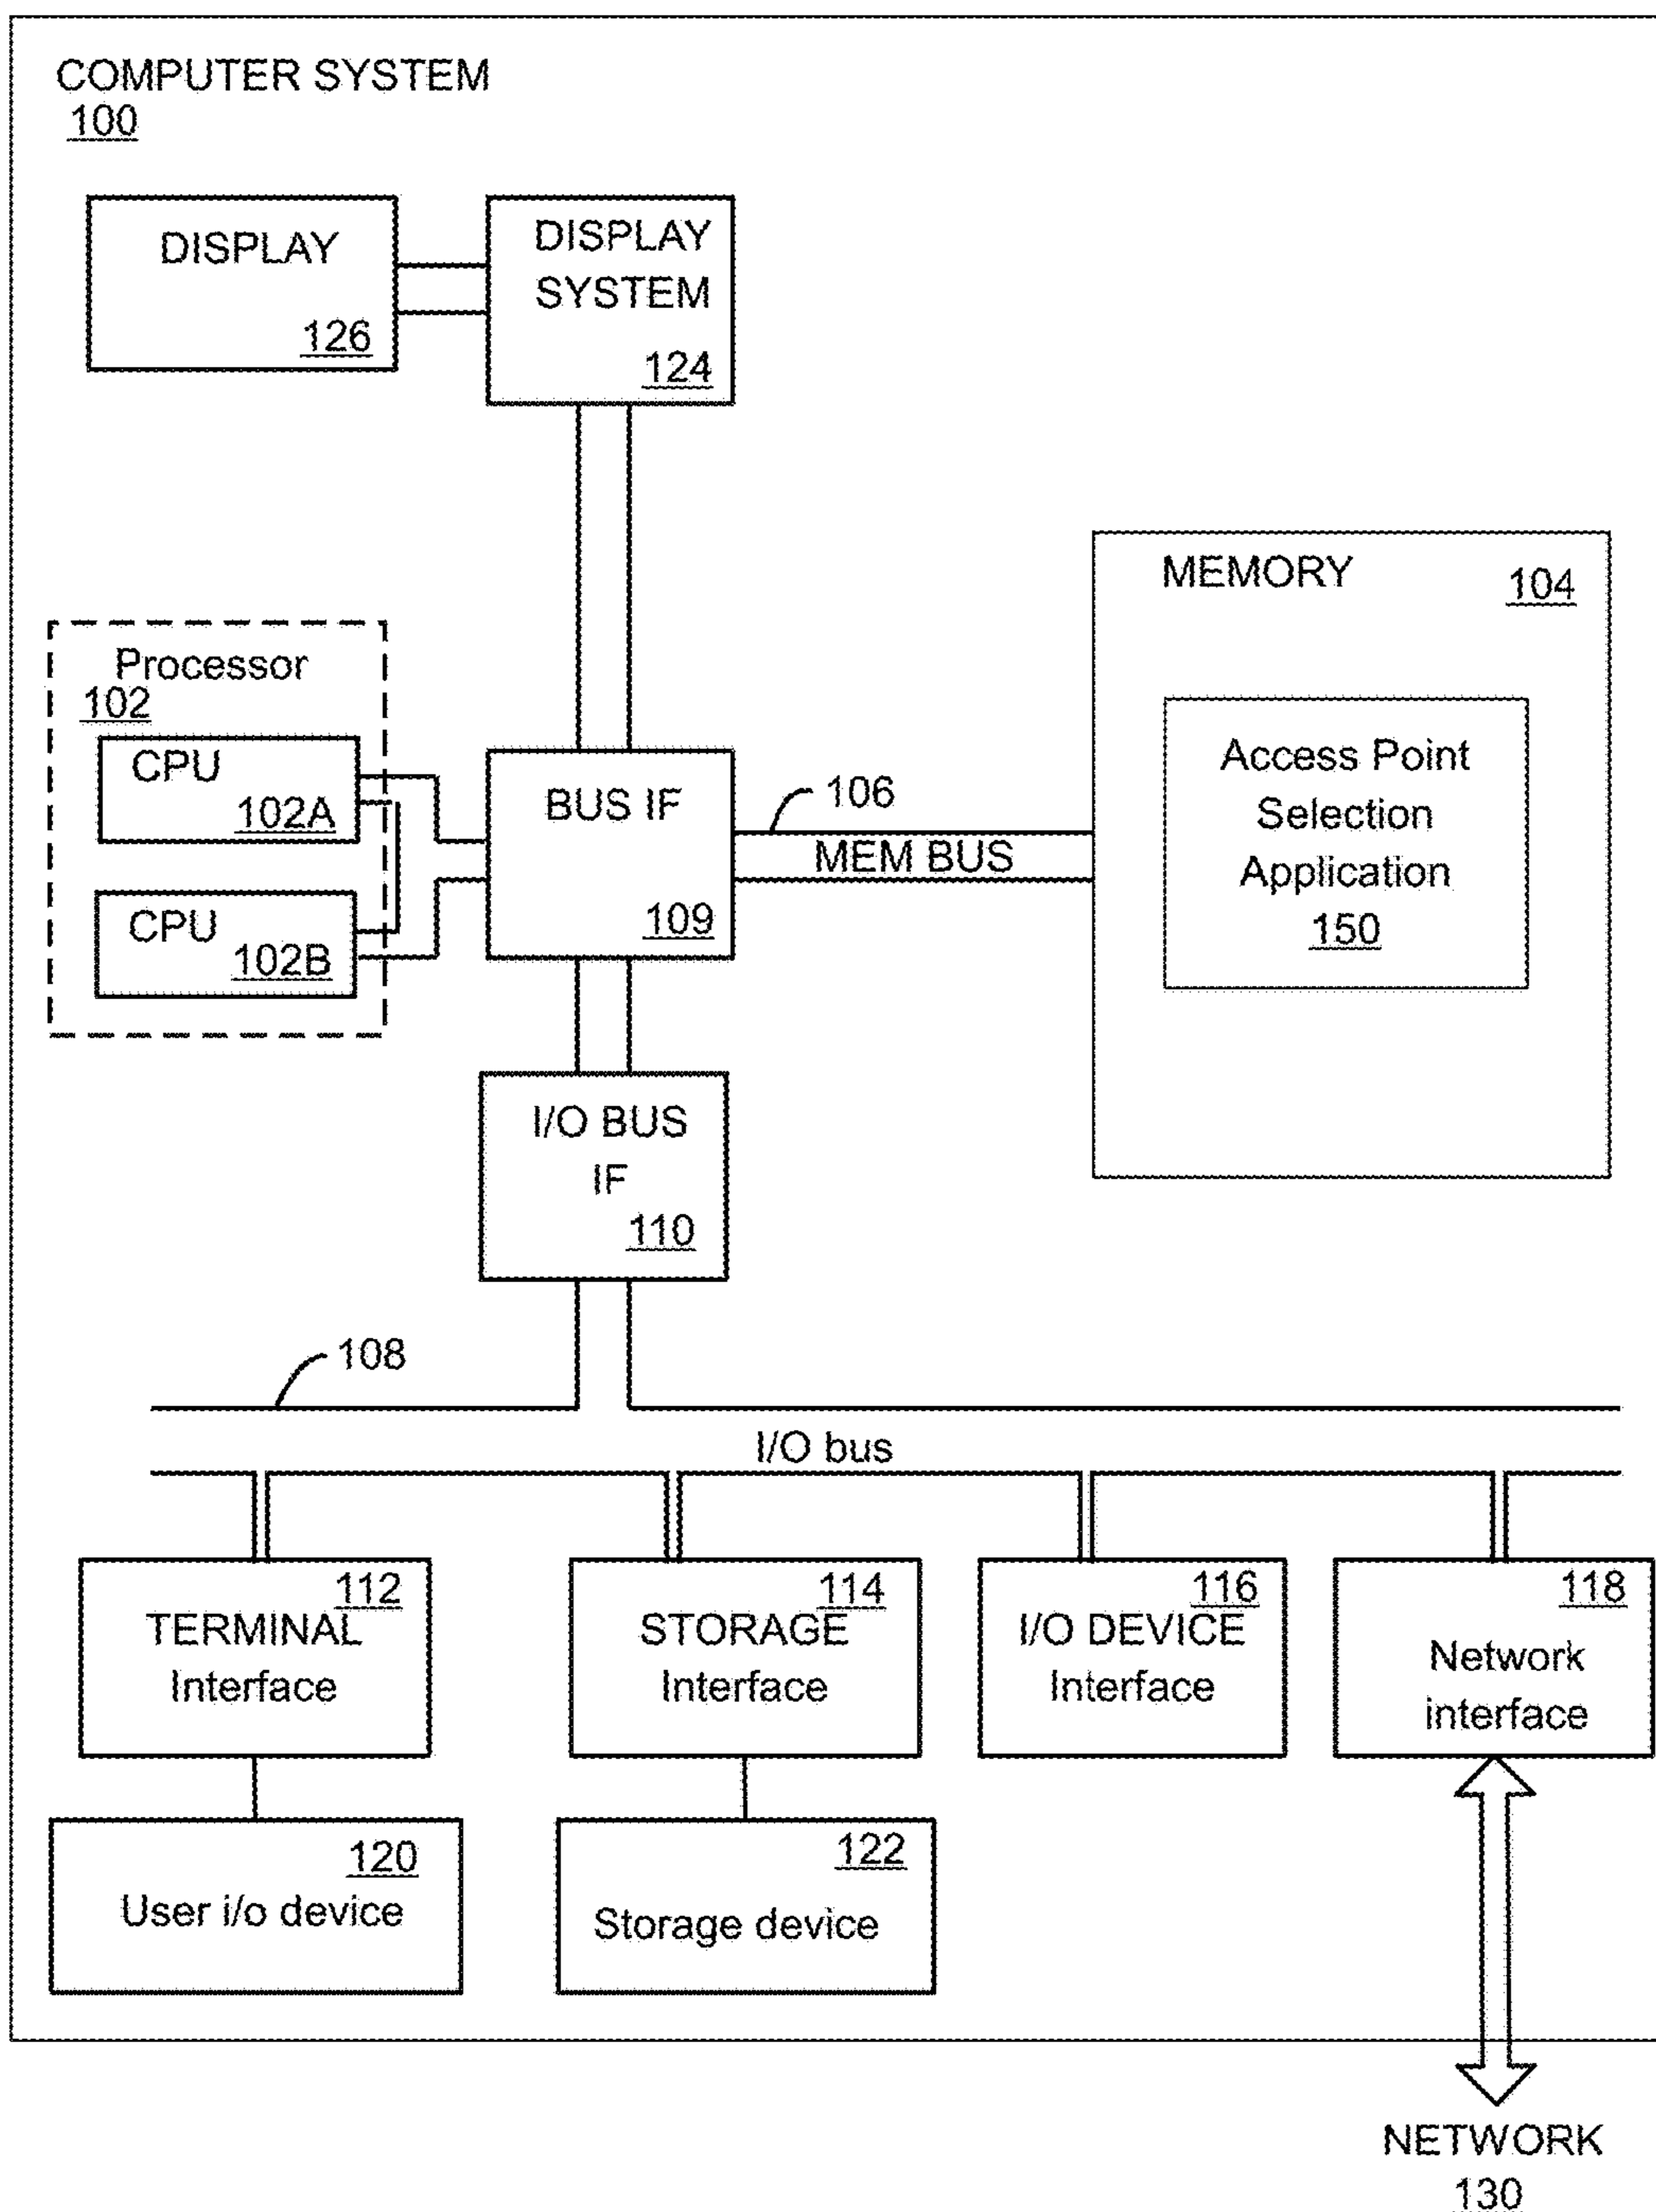 COMPUTER SYSTEM
100
DISPLAY
126
DISPLAY
SYSTEM
124
MEMORY
104
Processor
102
CPU
102A
CPU
102B
BUS IF
109
106
MEM BUS
Access Point
Selection
Application
150
I/O BUS
IF
110
108
I/O bus
112
TERMINAL
Interface
114
STORAGE
Interface
116
I/O DEVICE
Interface
118
Network
interface
120
User i/o device
122
Storage device
NETWORK
130